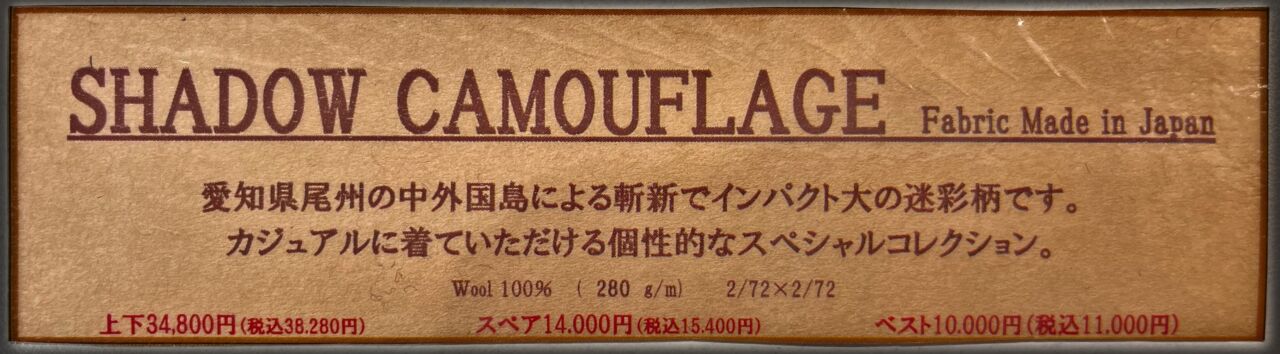 SHADOW CAMOUFLAGE Fabric Made in Japan
愛知県尾州の中外国島による斬新でインパクト大の迷彩柄です。
カジュアルに着ていただける個性的なスペシャルコレクション。
Wool 100% ( 280 g/m) 2/72×2/72
上下34,800円(税込38.280円) スペア14.000円(税込15.400円) ベスト10.000円(税込11.000円)